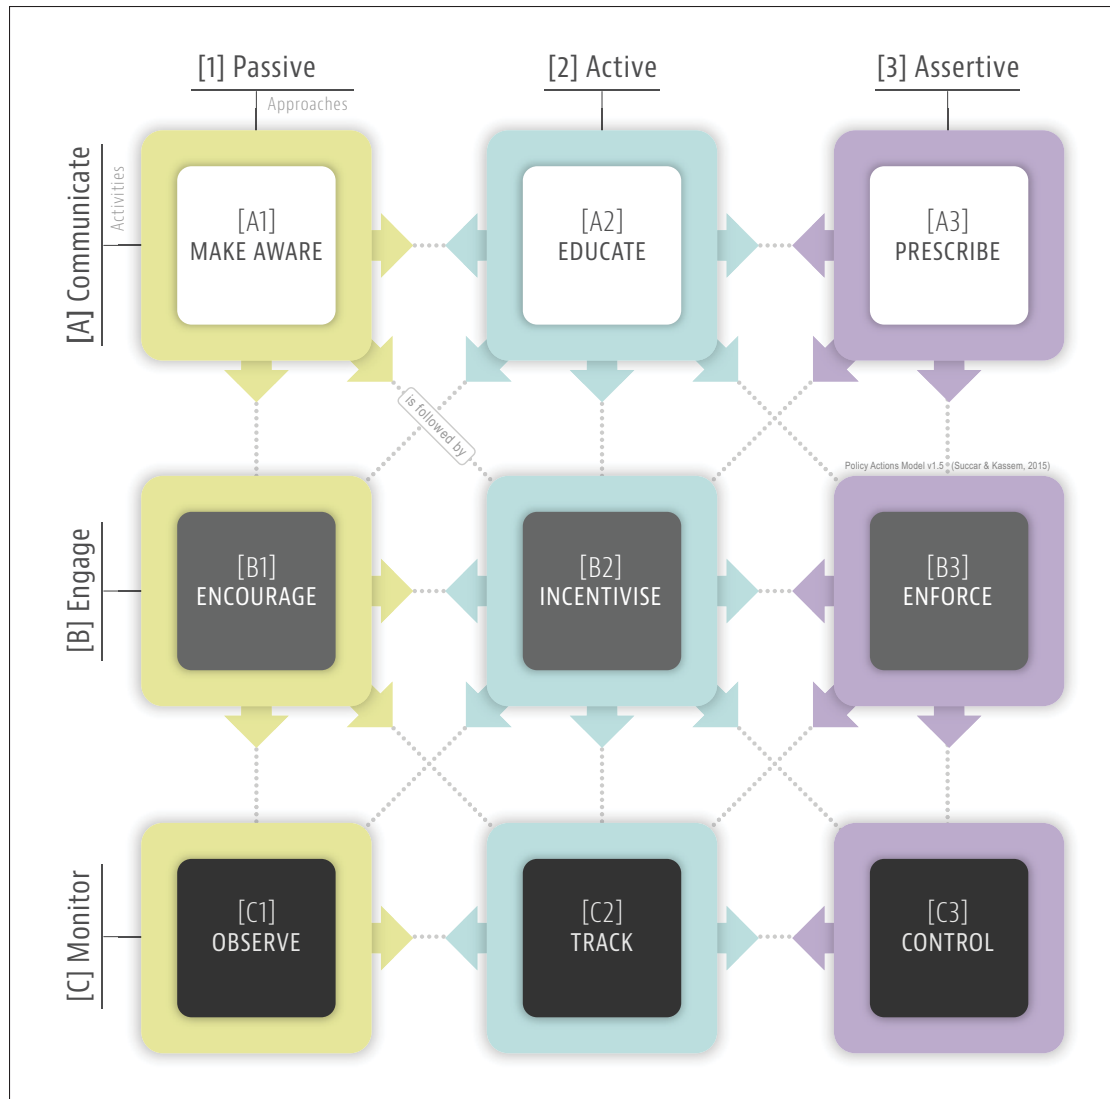 [1] Passive
[2] Active
[3] Assertive
Approaches
Activities
[A] Communicate
[A1]
MAKE AWARE
[A2]
EDUCATE
[A3]
PRESCRIBE
is followed by
Policy Actions Model v1.5 (Succar & Kassem, 2015)
[B] Engage
[B1]
ENCOURAGE
[B2]
INCENTIVISE
[B3]
ENFORCE
[C] Monitor
[C1]
OBSERVE
[C2]
TRACK
[C3]
CONTROL